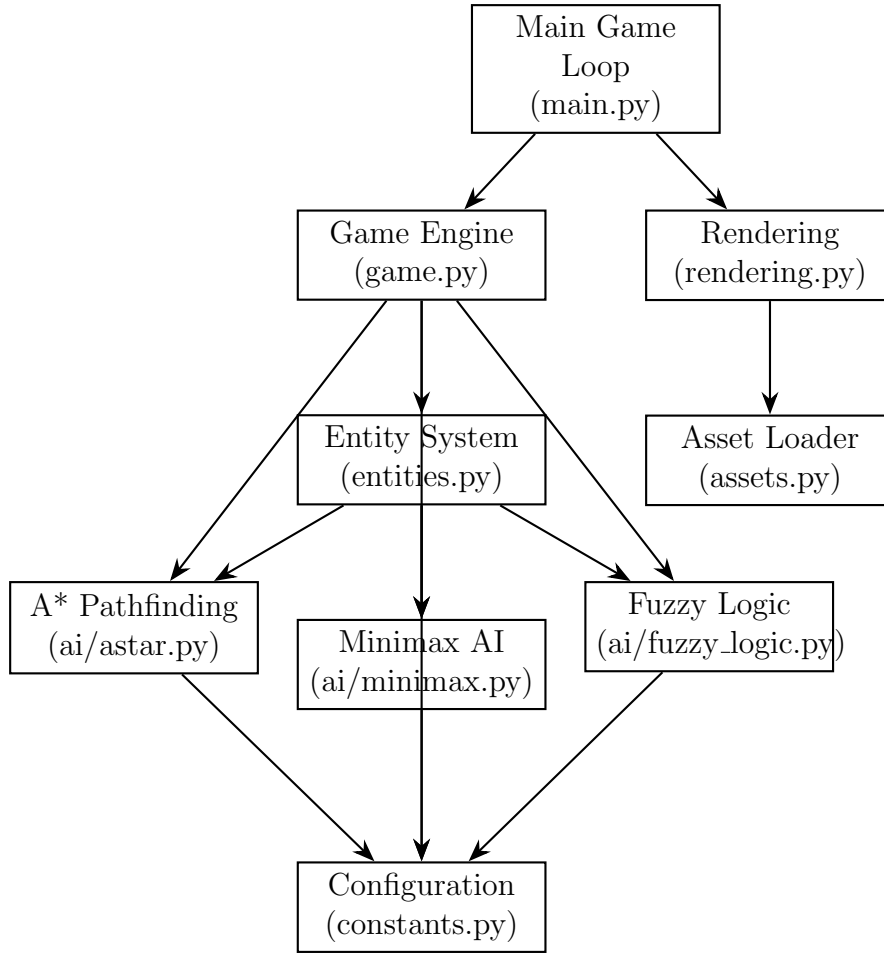 Main Game
Loop
(main.py)
Game Engine
(game.py)
Rendering
(rendering.py)
Entity System
(entities.py)
Asset Loader
(assets.py)
A* Pathfinding
(ai/astar.py)
Minimax AI
(ai/minimax.py)
Fuzzy Logic
(ai/fuzzy_logic.py)
Configuration
(constants.py)